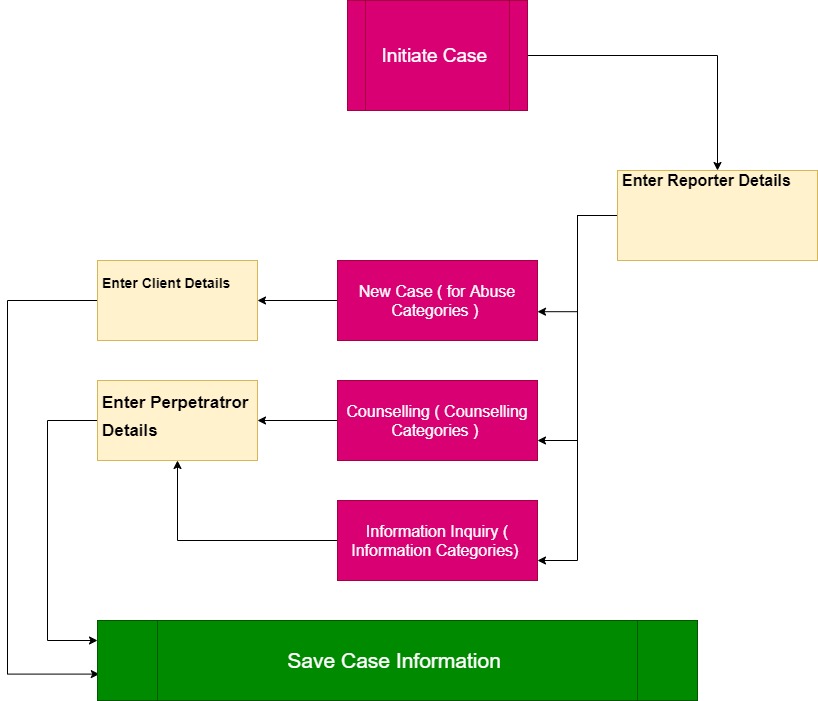 Initiate Case
Enter Reporter Details
Enter Client Details
New Case ( for Abuse
Categories )
Enter Perpetratror
Details
Counselling ( Counselling
Categories )
Information Inquiry (
Information Categories)
Save Case Information